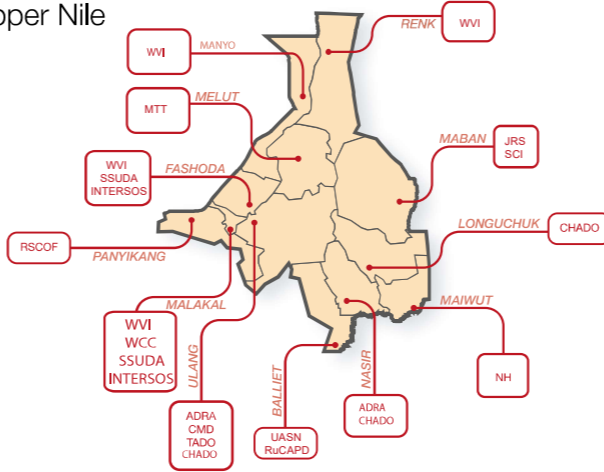 pper Nile
WVI
MANYO
RENK
WVI
MTT
MELUT
MABAN
JRS
SCI
WVI
SSUDA
INTERSOS
FASHODA
LONGUCHUK
CHADO
RSCOF
PANYIKANG
MALAKAL
WVI
WCC
SSUDA
INTERSOS
MAIWUT
NH
ULANG
ADRA
CMD
TADO
CHADO
BALLIET
UASN
RuCAPD
NASIR
ADRA
CHADO